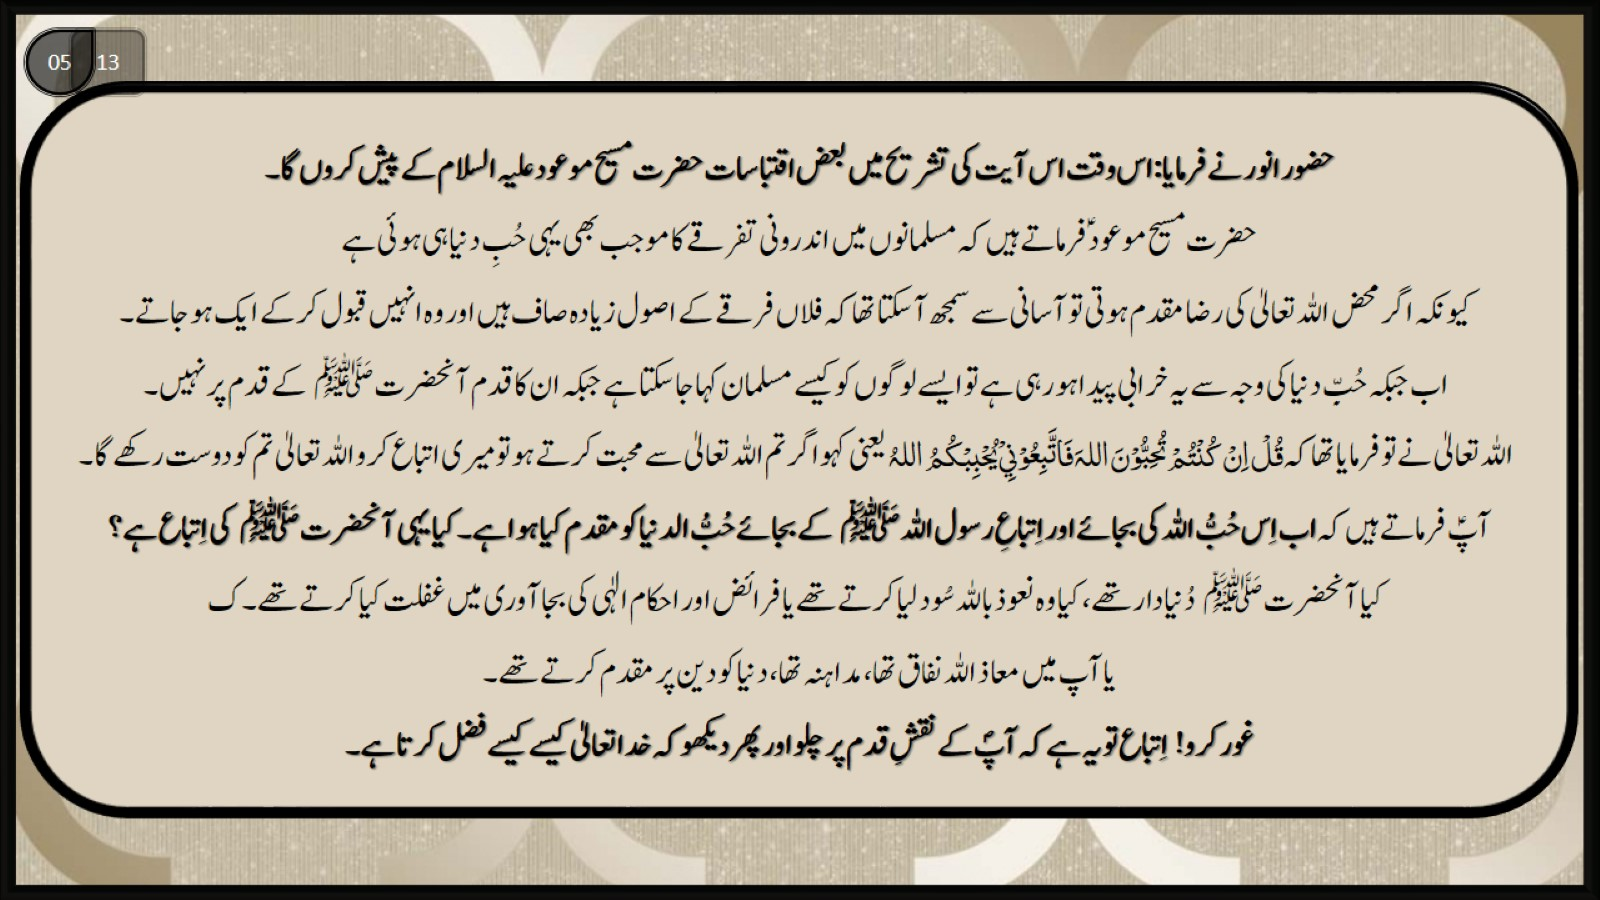 05 13
حضور انور نے فرمایا: اس وقت اس آیت کی تشریح میں بعض اقتباسات حضرت مسیح موعود علیہ السلام کے پیش کروں گا۔
حضرت مسیح موعودؑ فرماتے ہیں کہ مسلمانوں میں اندرونی تفرقے کا موجب بھی یہی حُبِ دنیا ہی ہوئی ہے
کیونکہ اگر محض اللہ تعالیٰ کی رضا مقدم ہوتی تو آسانی سے سمجھ آ سکتا تھا کہ فلاں فرقے کے اصول زیادہ صاف ہیں اور وہ انہیں قبول کر کے ایک ہو جاتے۔
اب جبکہ حُبّ دنیا کی وجہ سے یہ خرابی پیدا ہو رہی ہے تو ایسے لوگوں کو کیسے مسلمان کہا جا سکتا ہے جبکہ ان کا قدم آنحضرت ﷺ کے قدم پر نہیں۔
اللہ تعالیٰ نے تو فرمایا تھا کہ قُلْ اِنْ كُنْتُمْ تُحِبُّوْنَ اللہَ فَاتَّبِعُوْنِيْ يُحْبِبْكُمُ اللہُ یعنی کہو اگر تم اللہ تعالیٰ سے محبت کرتے ہو تو میری اتباع کرو اللہ تعالیٰ تم کو دوست رکھے گا۔
آپؑ فرماتے ہیں کہ اب اِس حُبُّ اللہ کی بجائے اور اِتباعِ رسول اللہ ﷺ کے بجائے حُبُّ الدنیا کو مقدم کیا ہوا ہے۔ کیا یہی آنحضرت ﷺ کی اِتباع ہے؟
کیا آنحضرت ﷺ دُنیا دار تھے، کیا وہ نعوذ باللہ سُود لیا کرتے تھے یا فرائض اور احکام الٰہی کی بجا آوری میں غفلت کیا کرتے تھے۔ ک
یا آپ میں معاذ اللہ نفاق تھا، مداہنہ تھا، دنیا کو دین پر مقدم کرتے تھے۔
غور کرو! اِتباع تو یہ ہے کہ آپؐ کے نقشِ قدم پر چلو اور پھر دیکھو کہ خدا تعالیٰ کیسے کیسے فضل کرتا ہے۔